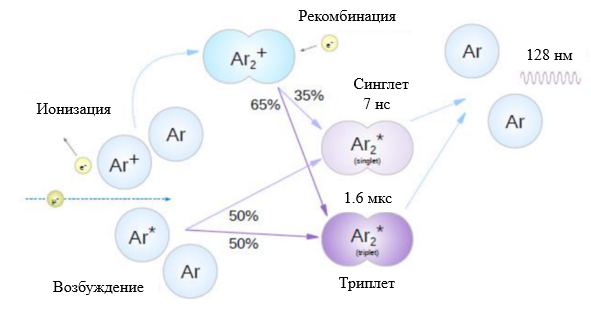 Рекомбинация
e⁻
Ar
128 нм
Ar₂⁺
Синглет
7 нс
65%
35%
Ионизация
Ar
Ar
e⁻
Ar⁺
Ar₂*
(singlet)
μ⁻
1.6 мкс
50%
50%
Ar*
Ar₂*
(triplet)
Ar
Возбуждение
Триплет